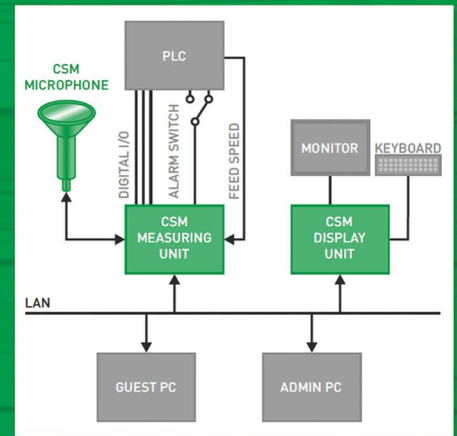 PLC
CSM
MICROPHONE
DIGITAL I/O
ALARM SWITCH
FEED SPEED
MONITOR
KEYBOARD
CSM
MEASURING
UNIT
CSM
DISPLAY
UNIT
LAN
GUEST PC
ADMIN PC